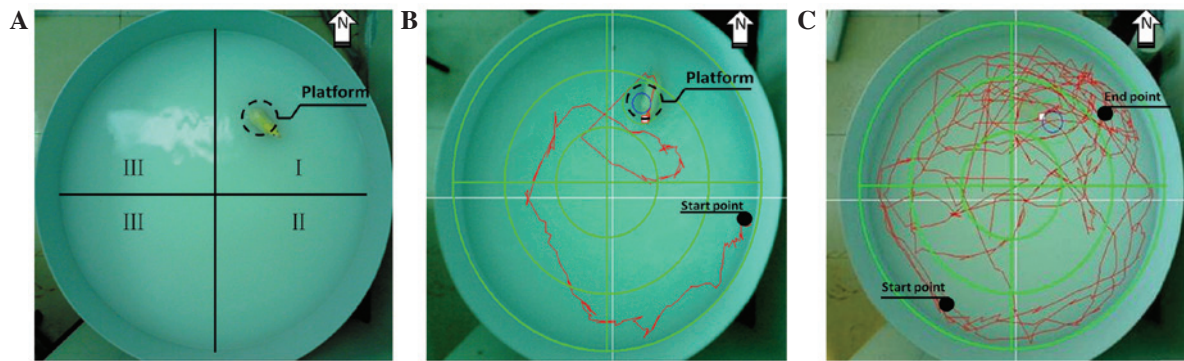 A
N
Platform
III
I
III
II
B
N
Platform
Start point
C
N
End point
Start point